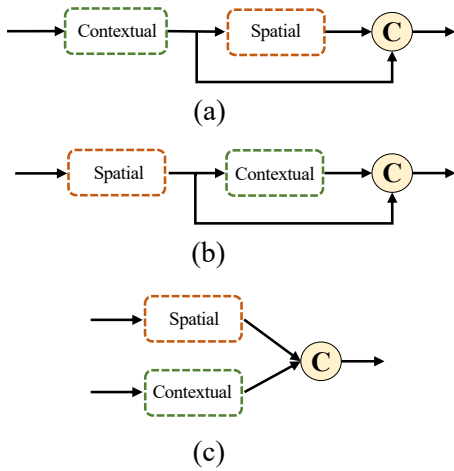 Contextual Spatial C
(a)
Spatial Contextual C
(b)
Spatial
C
Contextual
(c)